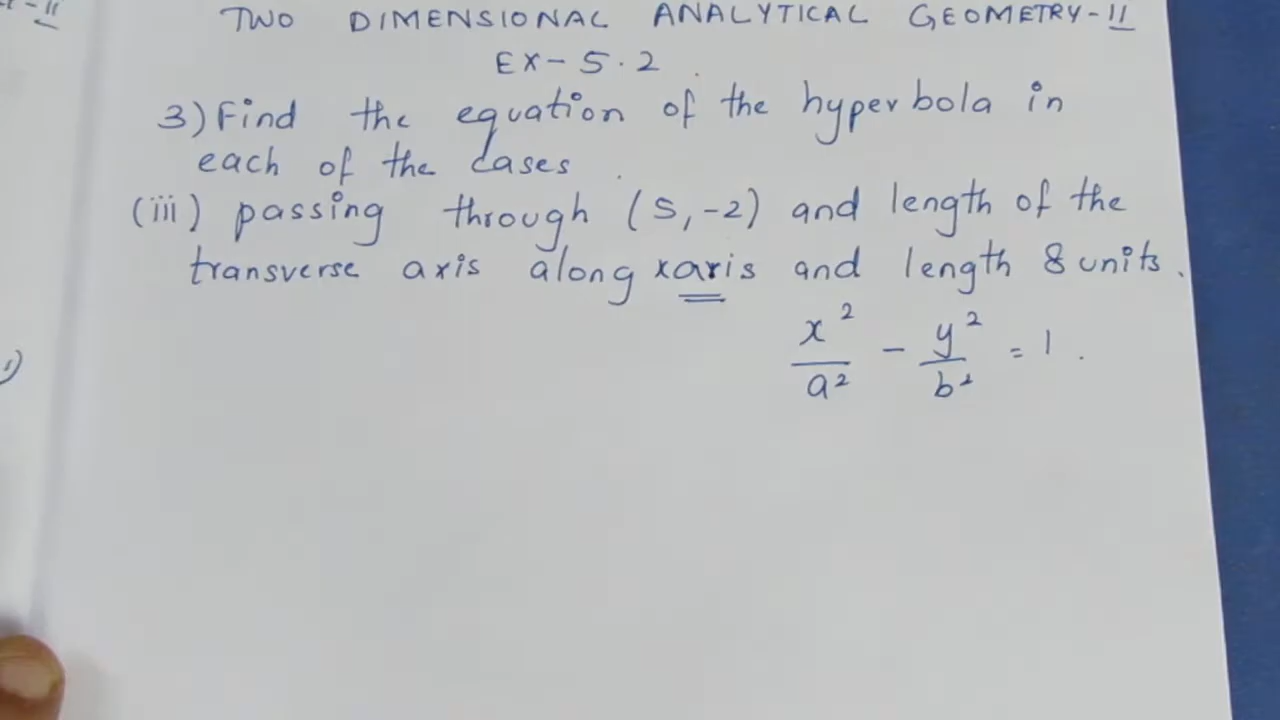 TWO DIMENSIONAL ANALYTICAL GEOMETRY-II
EX-5.2
3) Find the equation of the hyperbola in
each of the cases
(iii) passing through (5,-2) and length of the
transverse axis along xaxis and length 8 units.
x²/a² - y²/b² = 1.